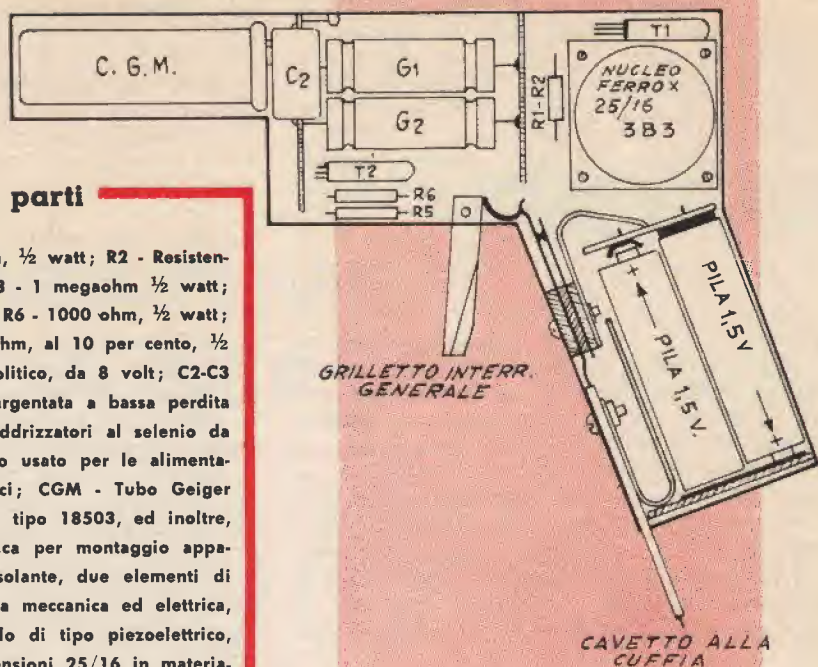 C. G. M.
C2
G1
G2
T2
R6
R5
T1
R1-R2
NUCLEO
FERROX
25/16
3B3
PILA 1,5 V
PILA 1,5 V.
+
+
GRILLETTO INTERR.
GENERALE
CAVETTO ALLA
CUFFIA
parti
, ½ watt; R2 - Resisten-
3 - 1 megaohm ½ watt;
R6 - 1000 ohm, ½ watt;
hm, al 10 per cento, ½
olitico, da 8 volt; C2-C3
argentata a bassa perdita
ddrizzatori al selenio da
o usato per le alimenta-
ci; CGM - Tubo Geiger
tipo 18503, ed inoltre,
ca per montaggio appa-
solante, due elementi di
a meccanica ed elettrica,
lo di tipo piezoelettrico,
ensioni 25/16 in materia-